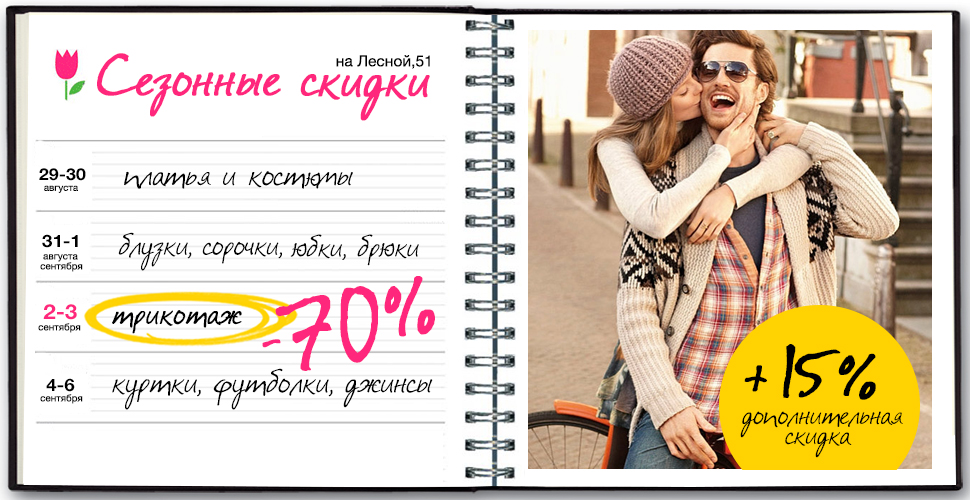 на Лесной,51
Сезонные скидки
29-30
августа
платья и костюмы
31-1
августа
сентября
блузки, сорочки, юбки, брюки
2-3
сентября
трикотаж
-70%
4-6
сентября
куртки, футболки, джинсы
+ 15%
дополнительная
скидка